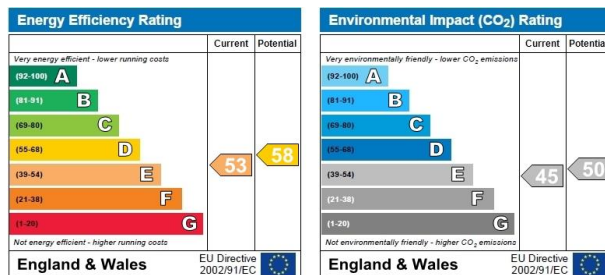 Energy Efficiency Rating
Current Potential
Very energy efficient - lower running costs
(92-100) A
(81-91) B
(69-80) C
(55-68) D
(39-54) E
(21-38) F
(1-20) G
53
58
Not energy efficient - higher running costs
England & Wales
EU Directive
2002/91/EC
Environmental Impact (CO₂) Rating
Current Potential
Very environmentally friendly - lower CO₂ emissions
(92-100) A
(81-91) B
(69-80) C
(55-68) D
(39-54) E
(21-38) F
(1-20) G
45
50
Not environmentally friendly - higher CO₂ emissions
England & Wales
EU Directive
2002/91/EC